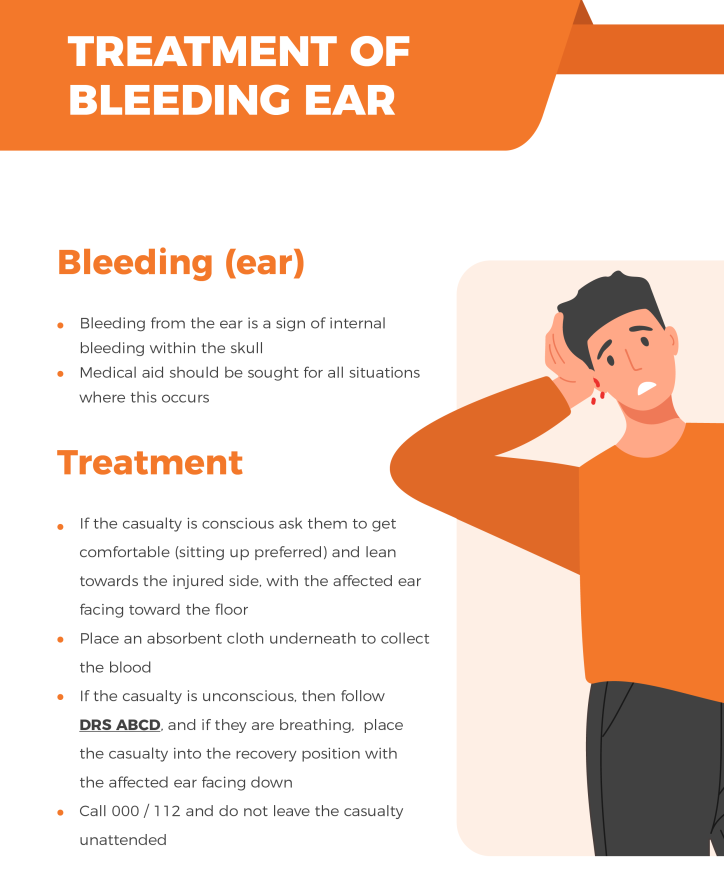 TREATMENT OF
BLEEDING EAR
Bleeding (ear)
Bleeding from the ear is a sign of internal
bleeding within the skull
Medical aid should be sought for all situations
where this occurs
Treatment
If the casualty is conscious ask them to get
comfortable (sitting up preferred) and lean
towards the injured side, with the affected ear
facing toward the floor
Place an absorbent cloth underneath to collect
the blood
If the casualty is unconscious, then follow
DRS ABCD, and if they are breathing,  place
the casualty into the recovery position with
the affected ear facing down
Call 000 / 112 and do not leave the casualty
unattended